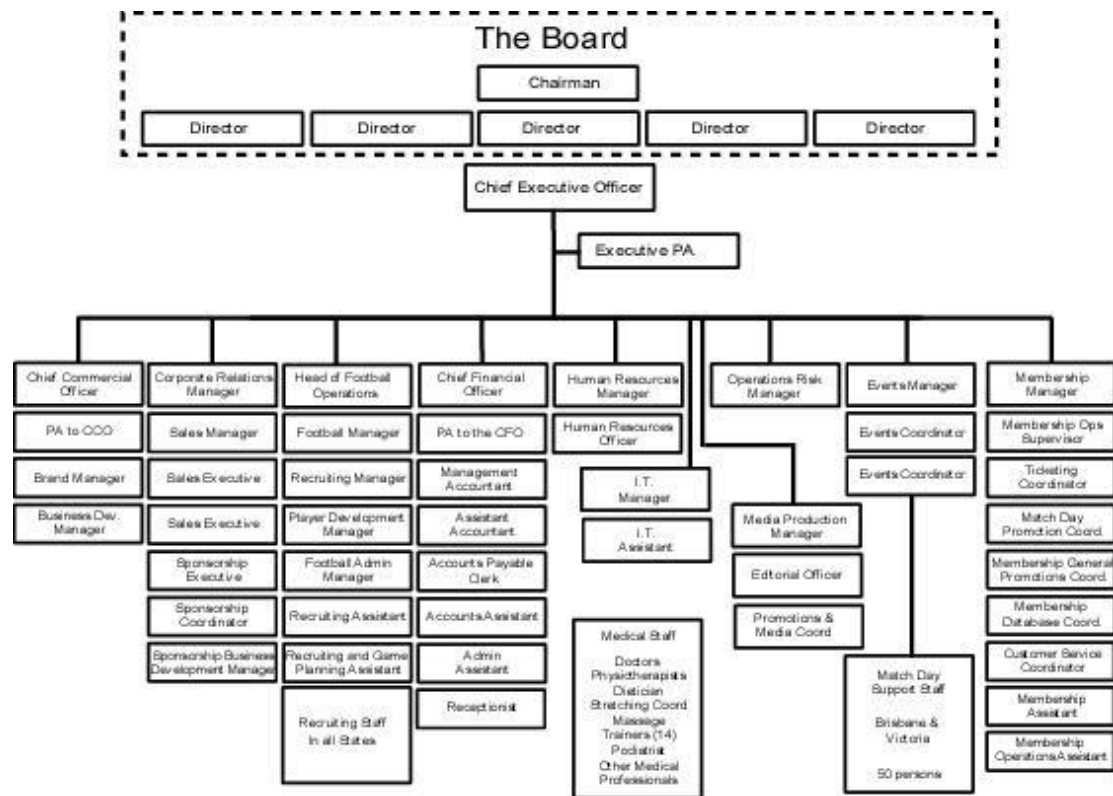 The Board
Chairman
Director
Director
Director
Director
Director
Chief Executive Officer
Executive PA
Chief Commercial
Officer
PA to CCO
Brand Manager
Business Dev.
Manager
Corporate Relations
Manager
Sales Manager
Sales Executive
Sales Executive
Sponsorship
Executive
Sponsorship
Coordinator
Sponsorship Business
Development Manager
Head of Football
Operations
Football Manager
Recruiting Manager
Player Development
Manager
Football Admin
Manager
Recruiting Assistant
Recruiting and Game
Planning Assistant
Recruiting Staff
In all States
Chief Financial
Officer
PA to the CFO
Management
Accountant
Assistant
Accountant
Accounts Payable
Clerk
Accounts Assistant
Admin
Assistant
Receptionist
Human Resources
Manager
Human Resources
Officer
I.T.
Manager
I.T.
Assistant
Medical Staff
Doctors
Physictherapists
Dietician
Stretching Coord
Massage
Trainers (14)
Podiatrist
Other Medical
Professionals
Operations Risk
Manager
Media Production
Manager
Edtorial Officer
Promotions &
Media Coord
Events Manager
Events Coordinator
Events Coordinator
Match Day
Support Staff
Brisbane &
Victoria
50 persons
Membership
Manager
Membership Ops
Supervisor
Ticketing
Coordinator
Match Day
Promotion Coord.
Membership General
Promotions Coord.
Membership
Database Coord.
Customer Service
Coordinator
Membership
Assistant
Membership
Operations Assistant